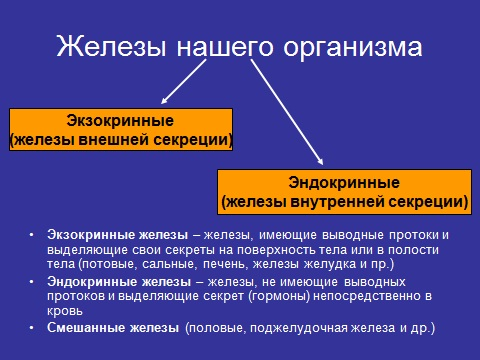 Железы нашего организма
Экзокринные
(железы внешней секреции)
Эндокринные
(железы внутренней секреции)
• Экзокринные железы – железы, имеющие выводные протоки и
выделяющие свои секреты на поверхность тела или в полости
тела (потовые, сальные, печень, железы желудка и пр.)
• Эндокринные железы – железы, не имеющие выводных
протоков и выделяющие секрет (гормоны) непосредственно в
кровь
• Смешанные железы (половые, поджелудочная железа и др.)